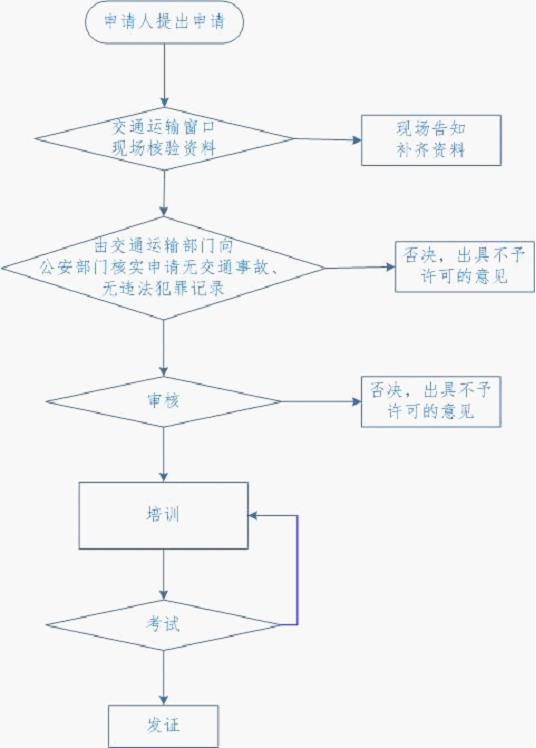 申请人提出申请
交通运输窗口
现场核验资料
现场告知
补齐资料
由交通运输部门向
公安部门核实申请无交通事故、
无违法犯罪记录
否决，出具不予
许可的意见
审核
否决，出具不予
许可的意见
培训
考试
发证